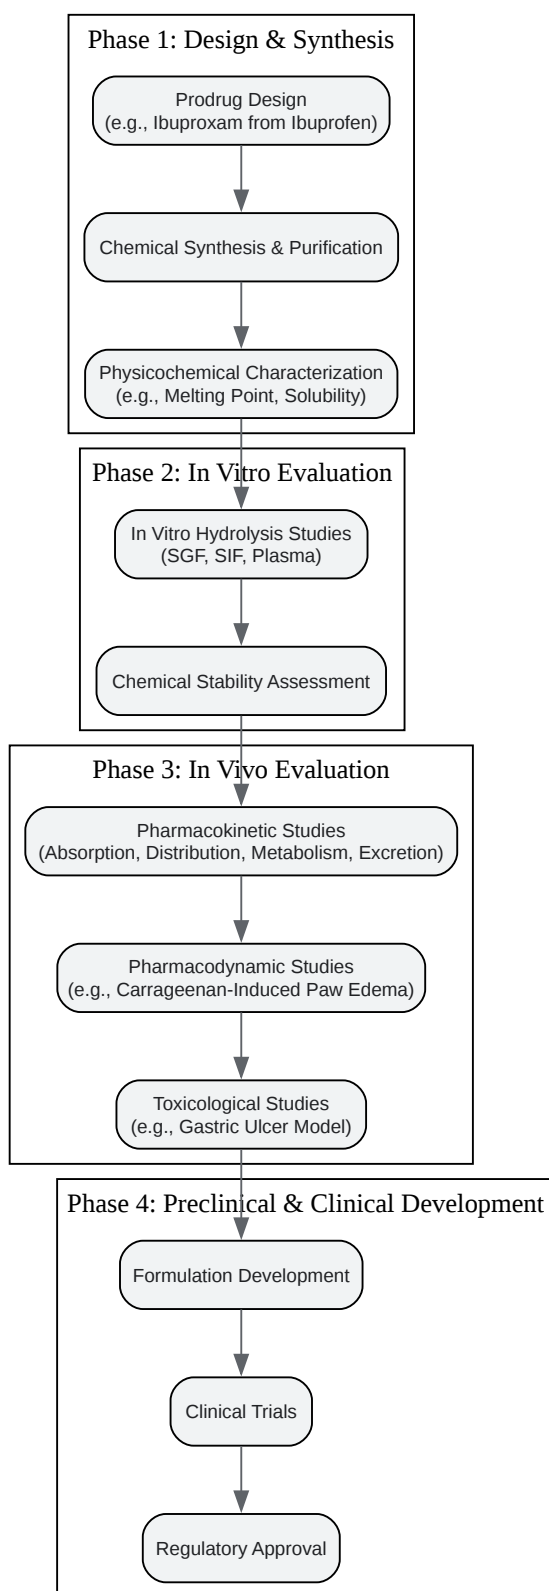 Phase 1: Design & Synthesis
Prodrug Design
(e.g., Ibuproxam from Ibuprofen)
Chemical Synthesis & Purification
Physicochemical Characterization
(e.g., Melting Point, Solubility)
Phase 2: In Vitro Evaluation
In Vitro Hydrolysis Studies
(SGF, SIF, Plasma)
Chemical Stability Assessment
Phase 3: In Vivo Evaluation
Pharmacokinetic Studies
(Absorption, Distribution, Metabolism, Excretion)
Pharmacodynamic Studies
(e.g., Carrageenan-Induced Paw Edema)
Toxicological Studies
(e.g., Gastric Ulcer Model)
Phase 4: Preclinical & Clinical Development
Formulation Development
Clinical Trials
Regulatory Approval